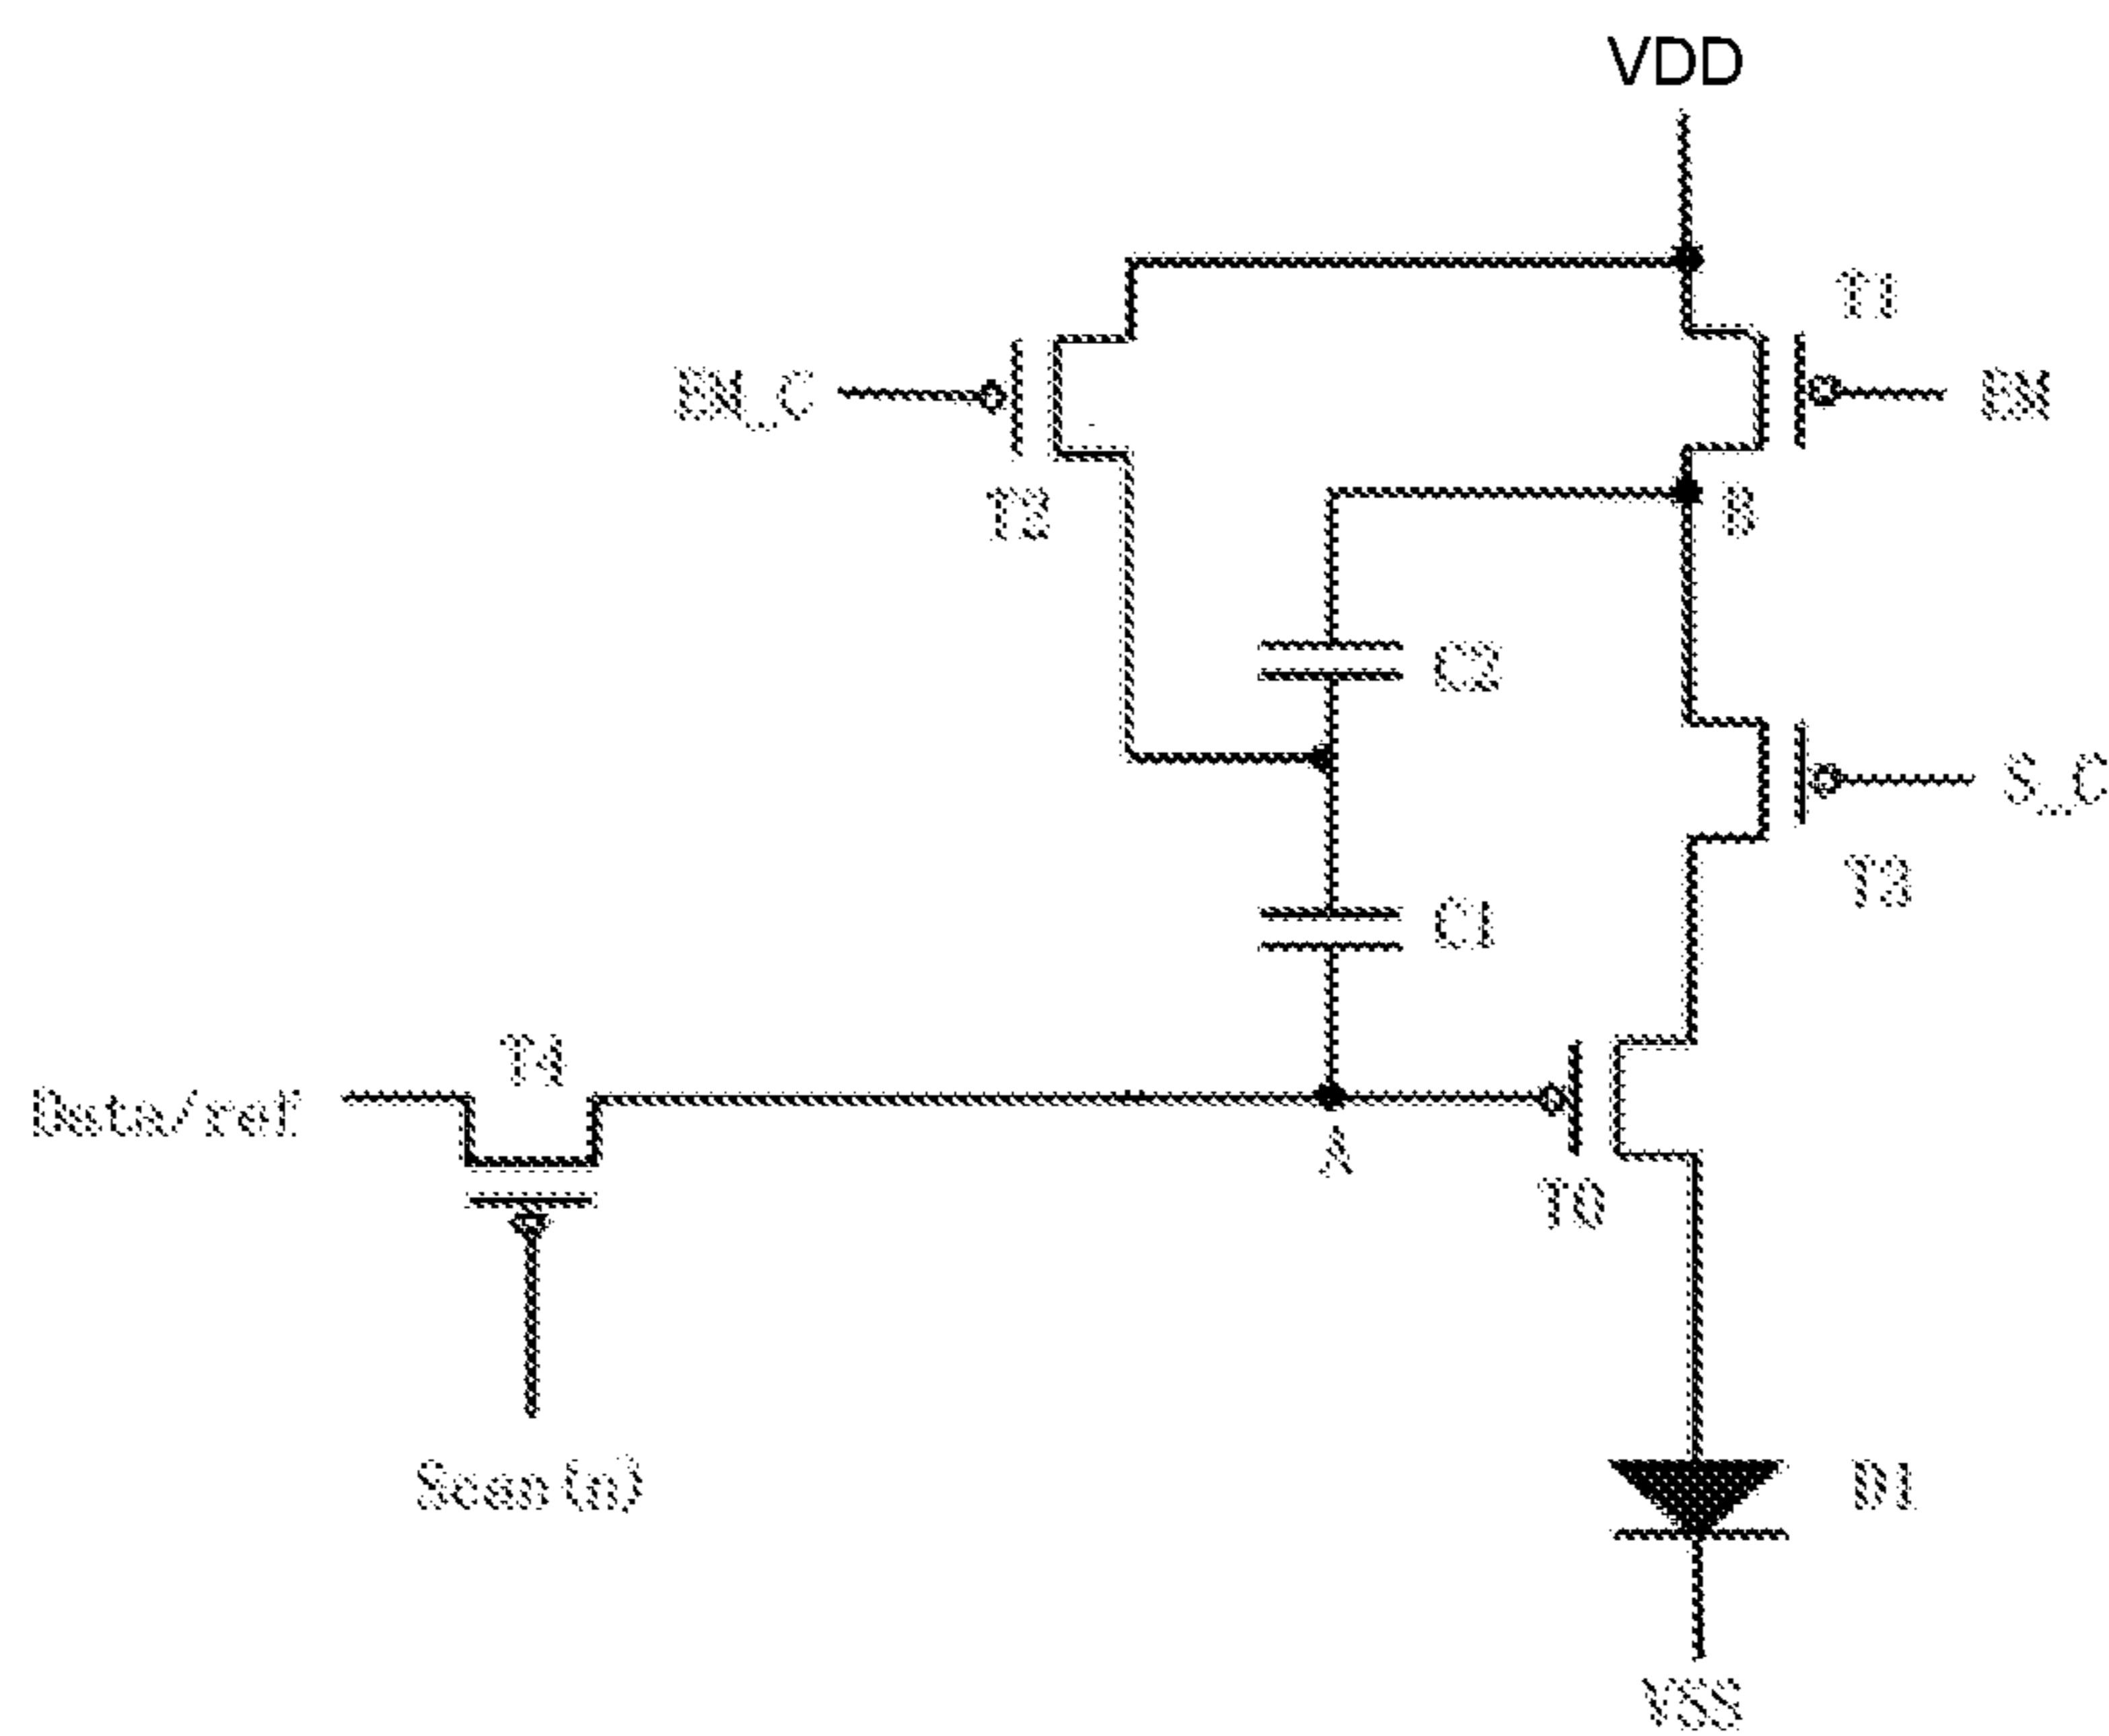 VDD
T1
EN_C
EM
T2
B
C2
S_C
T3
C1
T4
Data/ref
A
T0
Scan(n)
D1
VSS